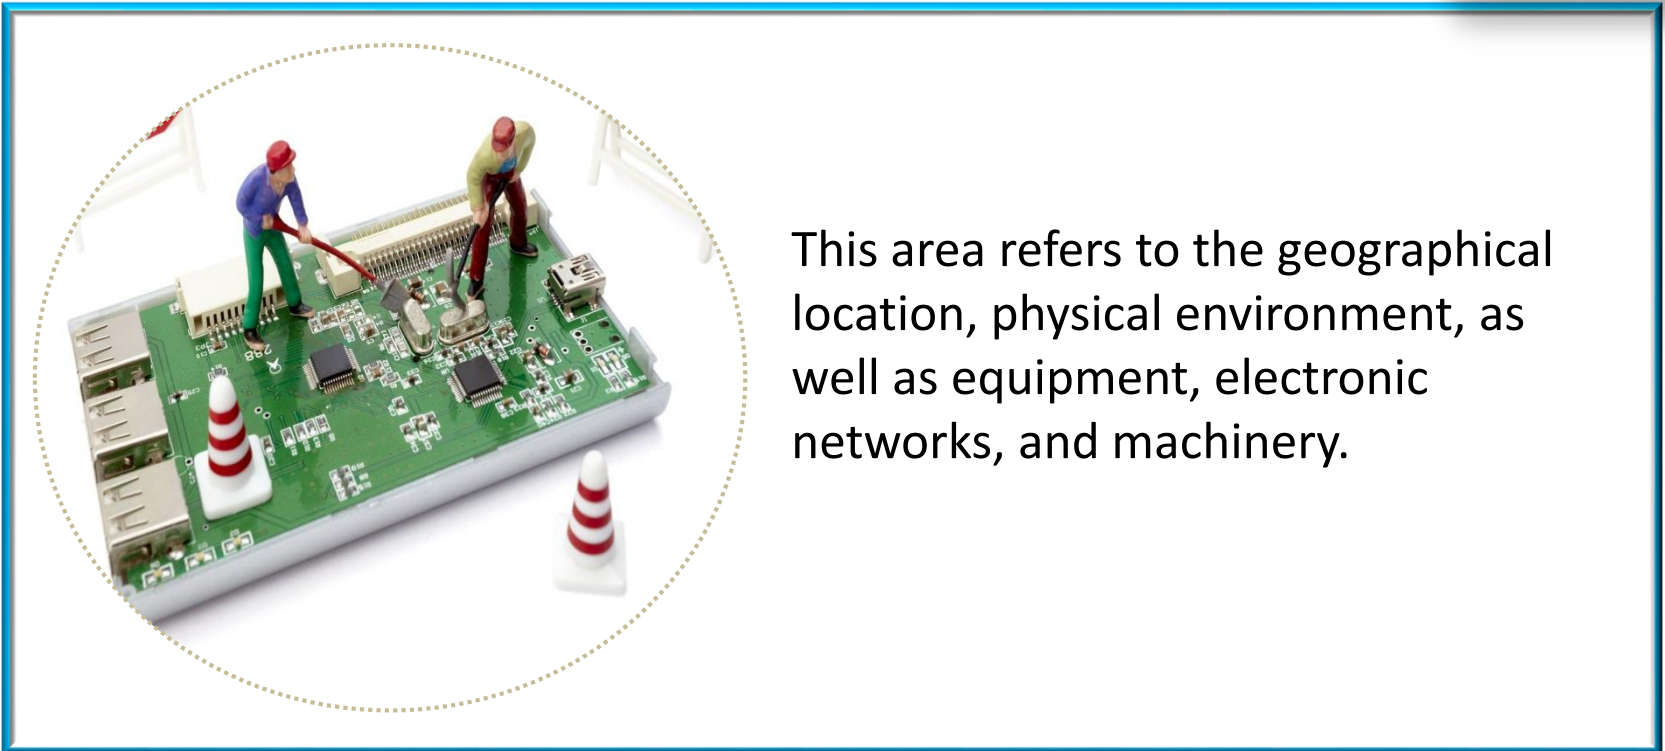 This area refers to the geographical
location, physical environment, as
well as equipment, electronic
networks, and machinery.